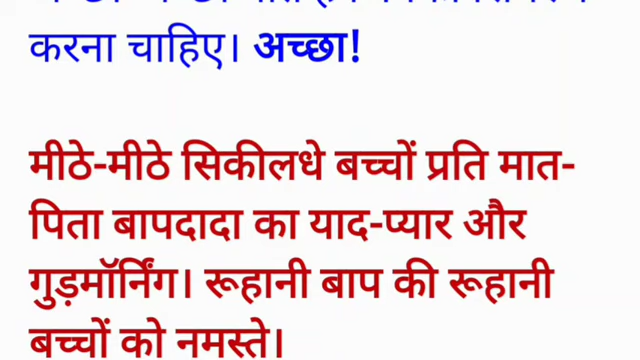 करना चाहिए। अच्छा!
मीठे-मीठे सिकीलधे बच्चों प्रति मात-
पिता बापदादा का याद-प्यार और
गुड़मॉर्निंग। रूहानी बाप की रूहानी
बच्चों को नमस्ते।